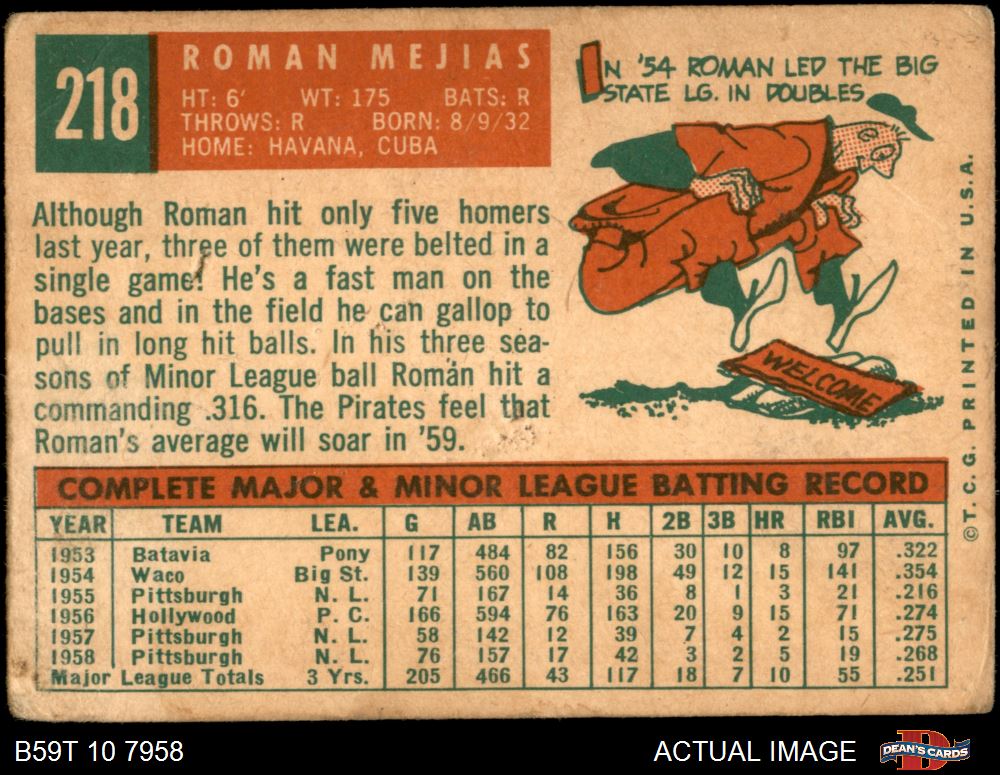 218
ROMAN MEJIAS
HT: 6' WT: 175 BATS: R
THROWS: R BORN: 8/9/32
HOME: HAVANA, CUBA
IN '54 ROMAN LED THE BIG
STATE LG. IN DOUBLES
WELCOME
Although Roman hit only five homers
last year, three of them were belted in a
single game! He's a fast man on the
bases and in the field he can gallop to
pull in long hit balls. In his three sea-
sons of Minor League ball Román hit a
commanding .316. The Pirates feel that
Roman's average will soar in '59.
COMPLETE MAJOR & MINOR LEAGUE BATTING RECORD
YEAR TEAM LEA. G AB R H 2B 3B HR RBI AVG.
1953 Batavia Pony 117 484 82 156 30 10 8 97 .322
1954 Waco Big St. 139 560 108 198 49 12 15 141 .354
1955 Pittsburgh N. L. 71 167 14 36 8 1 3 21 .216
1956 Hollywood P. C. 166 594 76 163 20 9 15 71 .274
1957 Pittsburgh N. L. 58 142 12 39 7 4 2 15 .275
1958 Pittsburgh N. L. 76 157 17 42 3 2 5 19 .268
Major League Totals 3 Yrs. 205 466 43 117 18 7 10 55 .251
©T. C. G. PRINTED IN U.S.A.
B59T 10 7958
ACTUAL IMAGE
DEAN'S CARDS